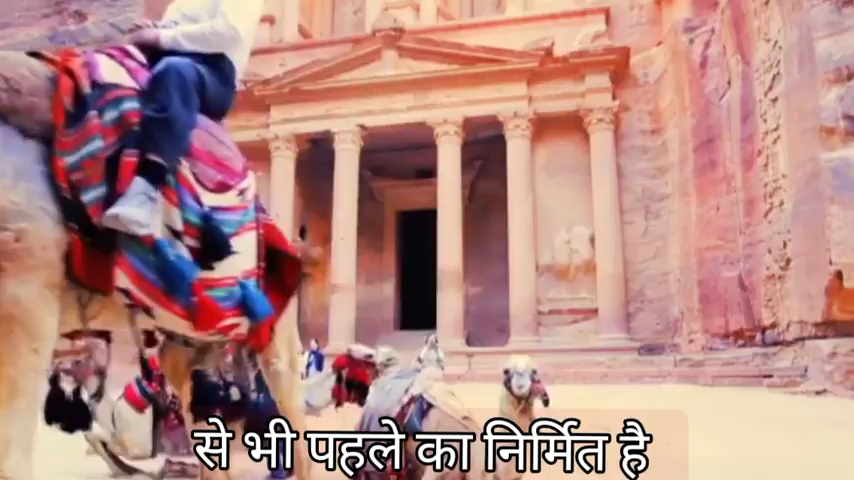 से भी पहले का निर्मित है